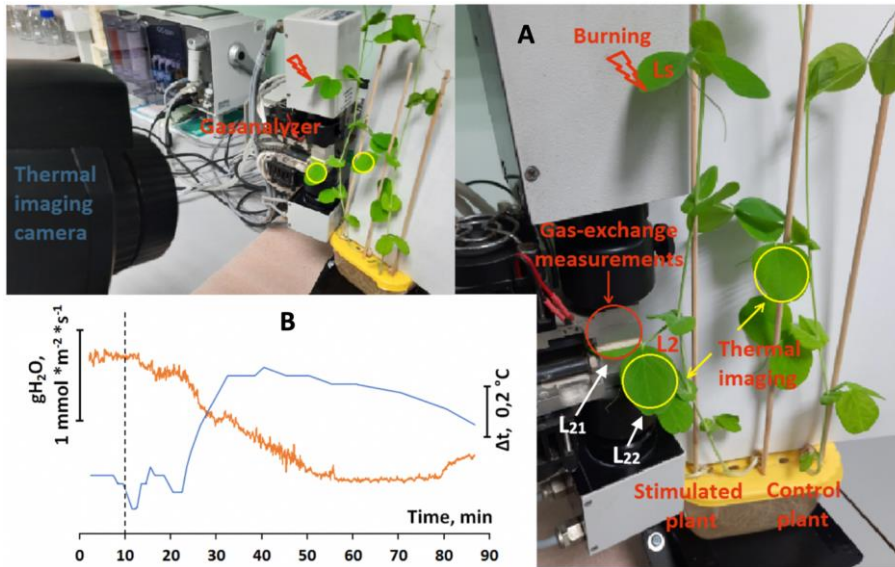 A
Burning
Ls
Gasanalyzer
Thermal
imaging
camera
Gas-exchange
measurements
L2
Thermal
imaging
L21
L22
Stimulated
plant
Control
plant
B
gH2O,
1 mmol *m-2 *s-1
Δt, 0,2 °C
Time, min
0 10 20 30 40 50 60 70 80 90